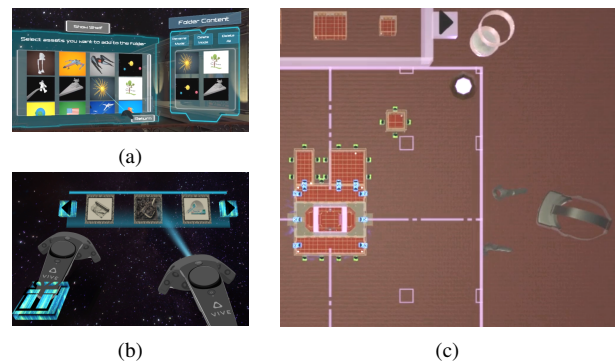 Show Shelf
Select assets you want to add to the folder
Return
Folder Content
(a)
VIVE
VIVE
(b)
(c)